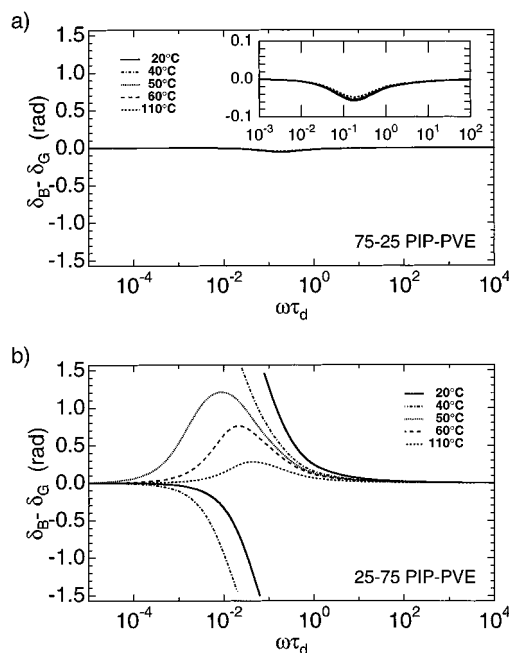 a)
1.5
1.0
0.5
0.0
-0.5
-1.0
-1.5
δB- δG (rad)
20°C
40°C
50°C
60°C
110°C
0.1
0.0
-0.1
10-3 10-2 10-1 100 101 102
75-25 PIP-PVE
10-4 10-2 100 102 104
ωτd
b)
1.5
1.0
0.5
0.0
-0.5
-1.0
-1.5
δB- δG (rad)
20°C
40°C
50°C
60°C
110°C
25-75 PIP-PVE
10-4 10-2 100 102 104
ωτd